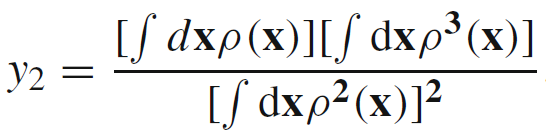 y₂ = [∫ dxρ(x)][∫ dxρ³(x)] / [∫ dxρ²(x)]²